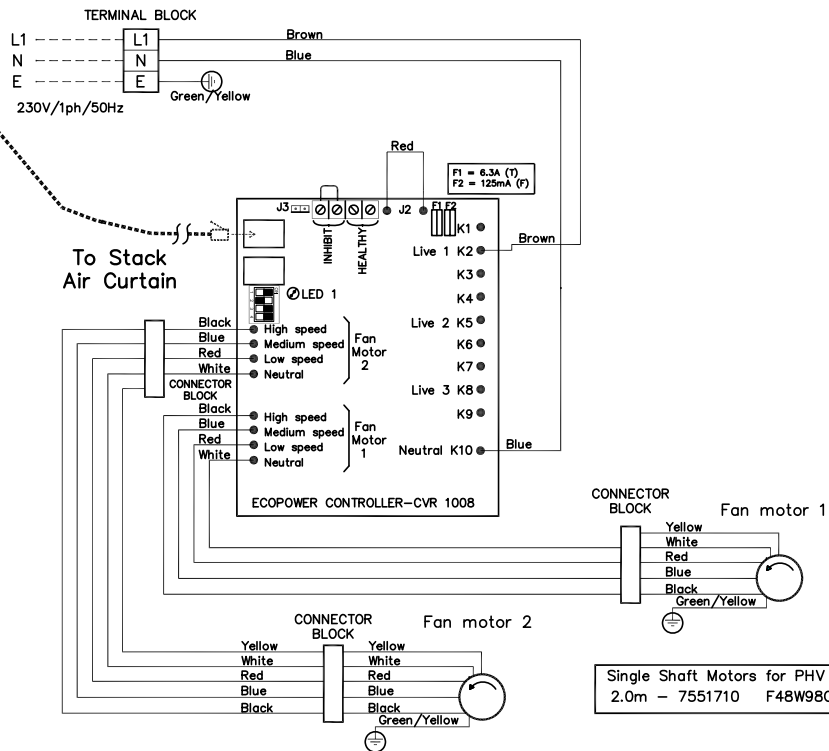 TERMINAL BLOCK
L1 L1 Brown
N N Blue
E E
Green/Yellow
230V/1ph/50Hz
Red
F1 = 6.3A (T)
F2 = 125mA (F)
J3 J2 F1 F2
INHIBIT
HEALTHY
K1
Live 1 K2 Brown
K3
K4
Live 2 K5
K6
K7
Live 3 K8
K9
Neutral K10 Blue
To Stack
Air Curtain
LED 1
Black High speed
Blue Medium speed
Red Low speed
White Neutral
Fan
Motor
2
CONNECTOR
BLOCK
Black High speed
Blue Medium speed
Red Low speed
White Neutral
Fan
Motor
1
ECOPOWER CONTROLLER-CVR 1008
CONNECTOR
BLOCK
Fan motor 1
Yellow
White
Red
Blue
Black
Green/Yellow
CONNECTOR
BLOCK
Fan motor 2
Yellow Yellow
White White
Red Red
Blue Blue
Black Black
Green/Yellow
Single Shaft Motors for PHV
2.0m - 7551710 F48W980